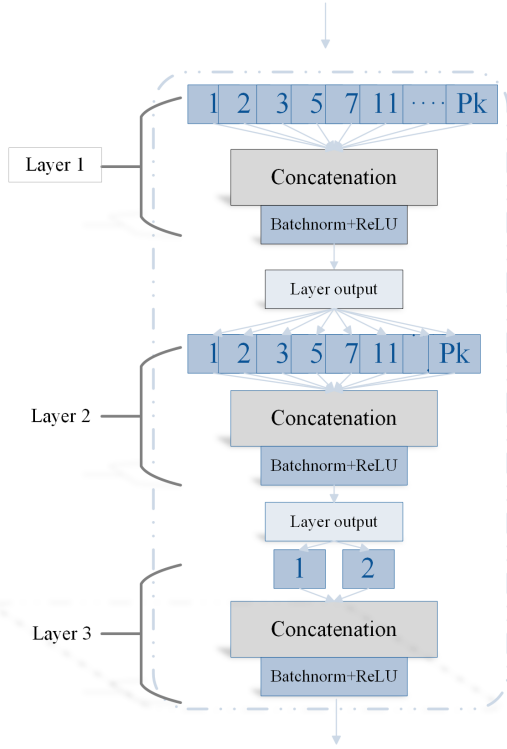 1 2 3 5 7 11 ···· Pk
Layer 1
Concatenation
Batchnorm+ReLU
Layer output
1 2 3 5 7 11 Pk
Layer 2
Concatenation
Batchnorm+ReLU
Layer output
1 2
Layer 3
Concatenation
Batchnorm+ReLU